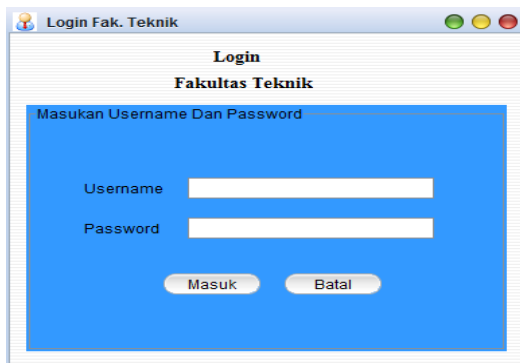 Login Fak. Teknik
Login
Fakultas Teknik
Masukan Username Dan Password
Username
Password
Masuk Batal